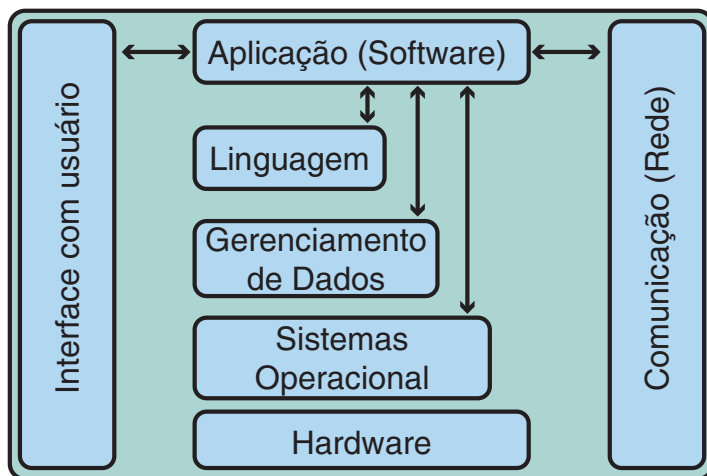 Interface com usuário
Aplicação (Software)
Linguagem
Gerenciamento
de Dados
Sistemas
Operacional
Hardware
Comunicação (Rede)